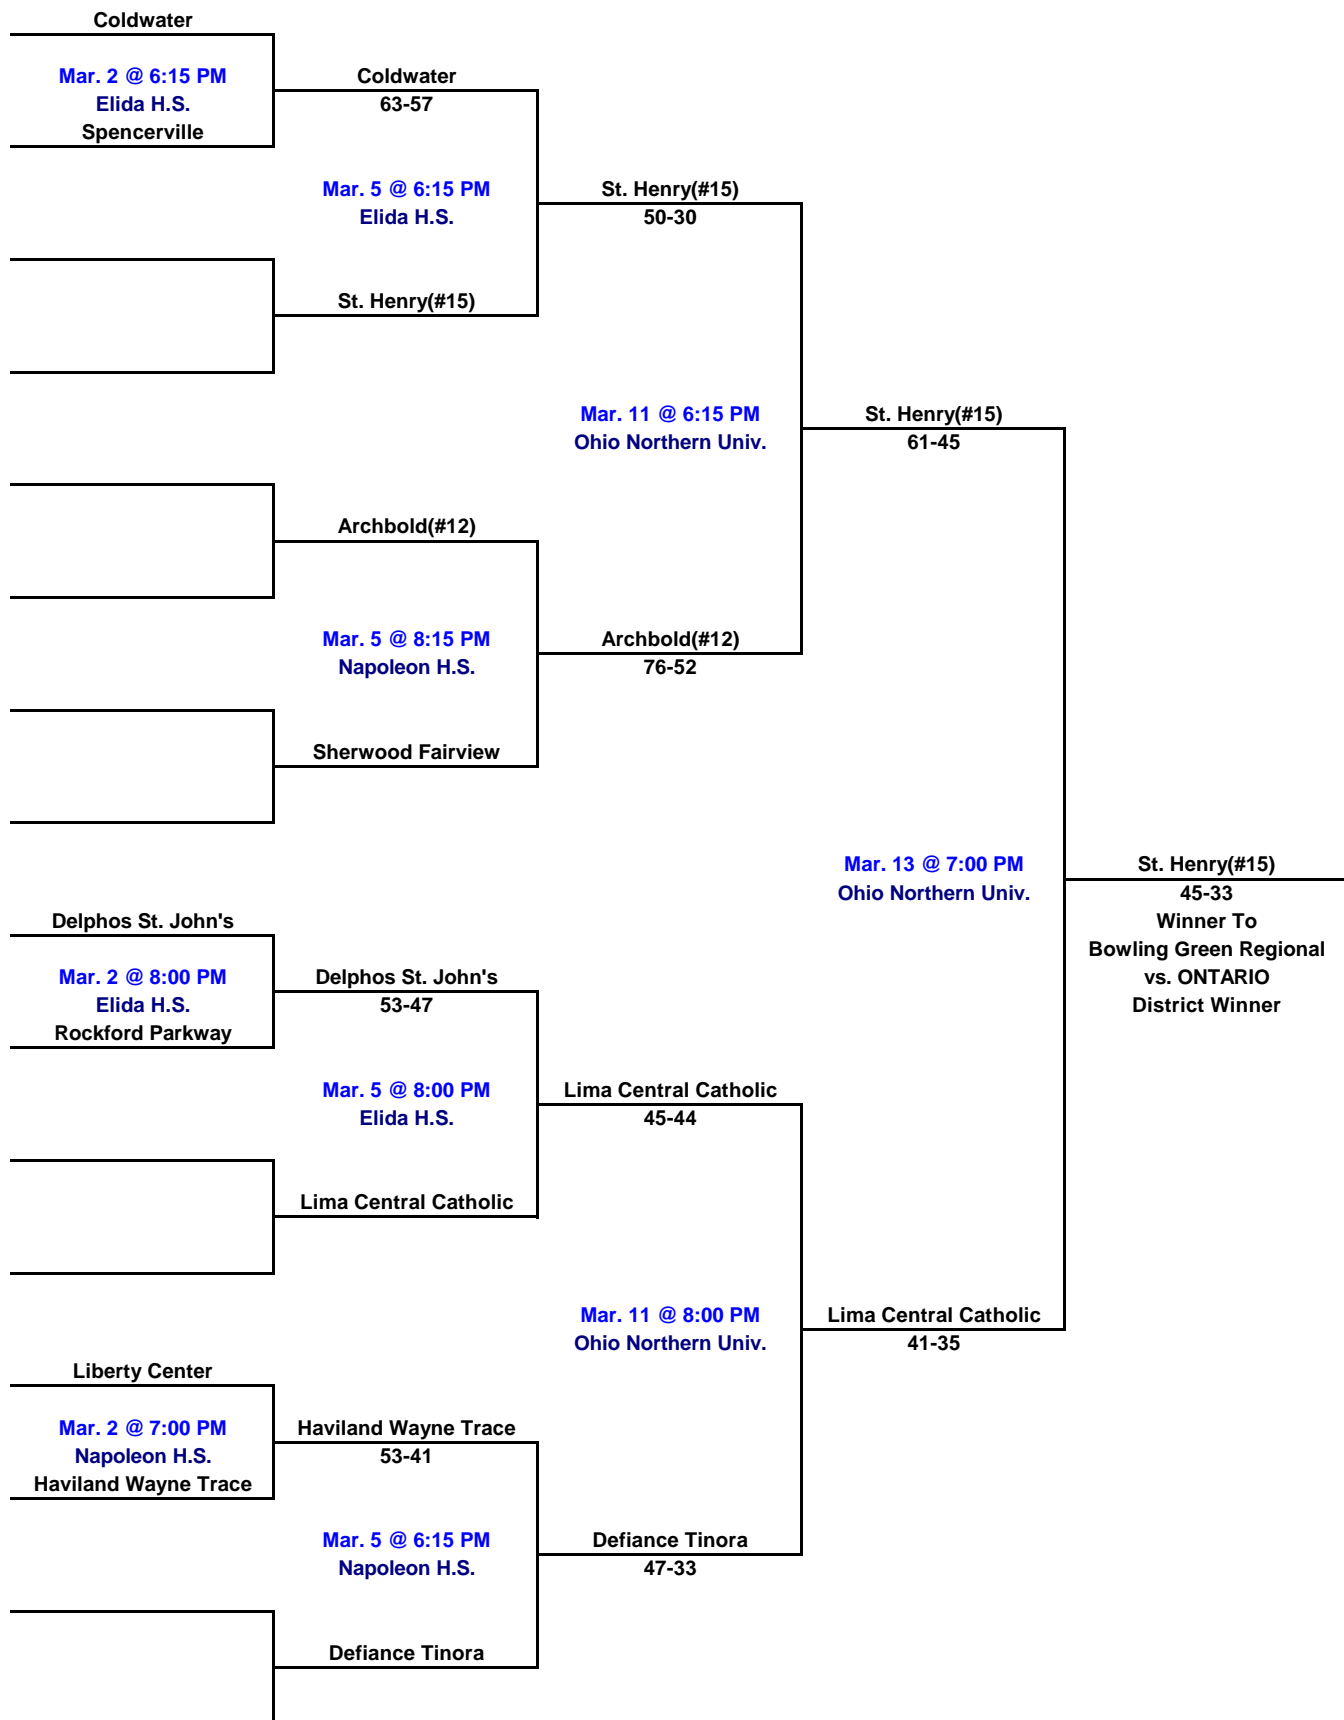 Coldwater
Mar. 2 @ 6:15 PM
Elida H.S.
Spencerville
Coldwater
63-57
Mar. 5 @ 6:15 PM
Elida H.S.
St. Henry(#15)
St. Henry(#15)
50-30
Mar. 11 @ 6:15 PM
Ohio Northern Univ.
Archbold(#12)
Mar. 5 @ 8:15 PM
Napoleon H.S.
Sherwood Fairview
Archbold(#12)
76-52
St. Henry(#15)
61-45
Mar. 13 @ 7:00 PM
Ohio Northern Univ.
St. Henry(#15)
45-33
Winner To
Bowling Green Regional
vs. ONTARIO
District Winner
Delphos St. John's
Mar. 2 @ 8:00 PM
Elida H.S.
Rockford Parkway
Delphos St. John's
53-47
Mar. 5 @ 8:00 PM
Elida H.S.
Lima Central Catholic
Lima Central Catholic
45-44
Mar. 11 @ 8:00 PM
Ohio Northern Univ.
Lima Central Catholic
41-35
Liberty Center
Mar. 2 @ 7:00 PM
Napoleon H.S.
Haviland Wayne Trace
Haviland Wayne Trace
53-41
Mar. 5 @ 6:15 PM
Napoleon H.S.
Defiance Tinora
Defiance Tinora
47-33